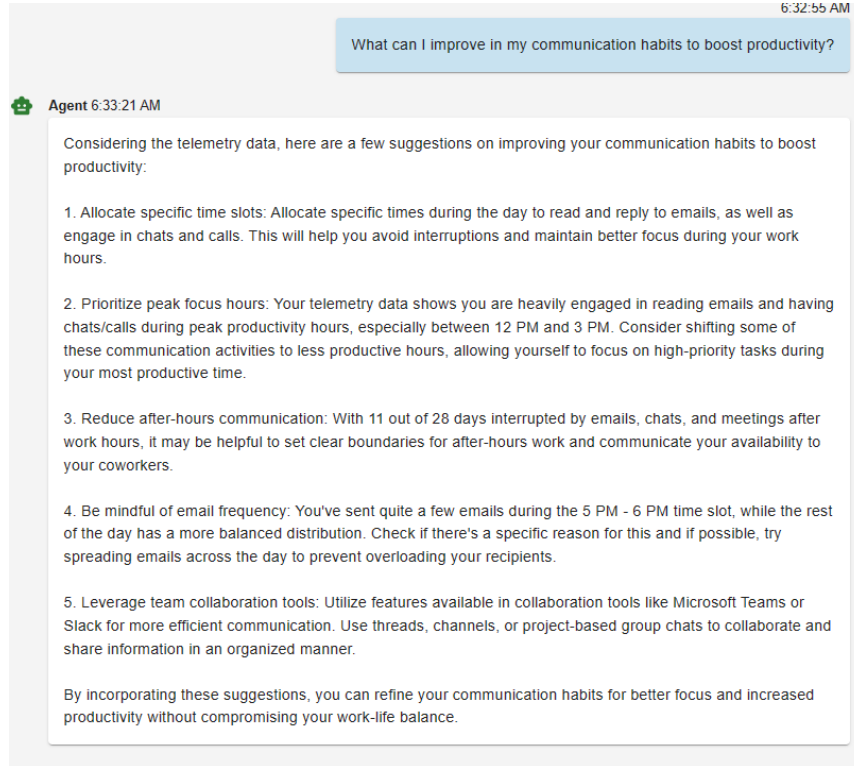 6:32:55 AM
What can I improve in my communication habits to boost productivity?
Agent 6:33:21 AM
Considering the telemetry data, here are a few suggestions on improving your communication habits to boost
productivity:
1. Allocate specific time slots: Allocate specific times during the day to read and reply to emails, as well as
engage in chats and calls. This will help you avoid interruptions and maintain better focus during your work
hours.
2. Prioritize peak focus hours: Your telemetry data shows you are heavily engaged in reading emails and having
chats/calls during peak productivity hours, especially between 12 PM and 3 PM. Consider shifting some of
these communication activities to less productive hours, allowing yourself to focus on high-priority tasks during
your most productive time.
3. Reduce after-hours communication: With 11 out of 28 days interrupted by emails, chats, and meetings after
work hours, it may be helpful to set clear boundaries for after-hours work and communicate your availability to
your coworkers.
4. Be mindful of email frequency: You've sent quite a few emails during the 5 PM - 6 PM time slot, while the rest
of the day has a more balanced distribution. Check if there's a specific reason for this and if possible, try
spreading emails across the day to prevent overloading your recipients.
5. Leverage team collaboration tools: Utilize features available in collaboration tools like Microsoft Teams or
Slack for more efficient communication. Use threads, channels, or project-based group chats to collaborate and
share information in an organized manner.
By incorporating these suggestions, you can refine your communication habits for better focus and increased
productivity without compromising your work-life balance.